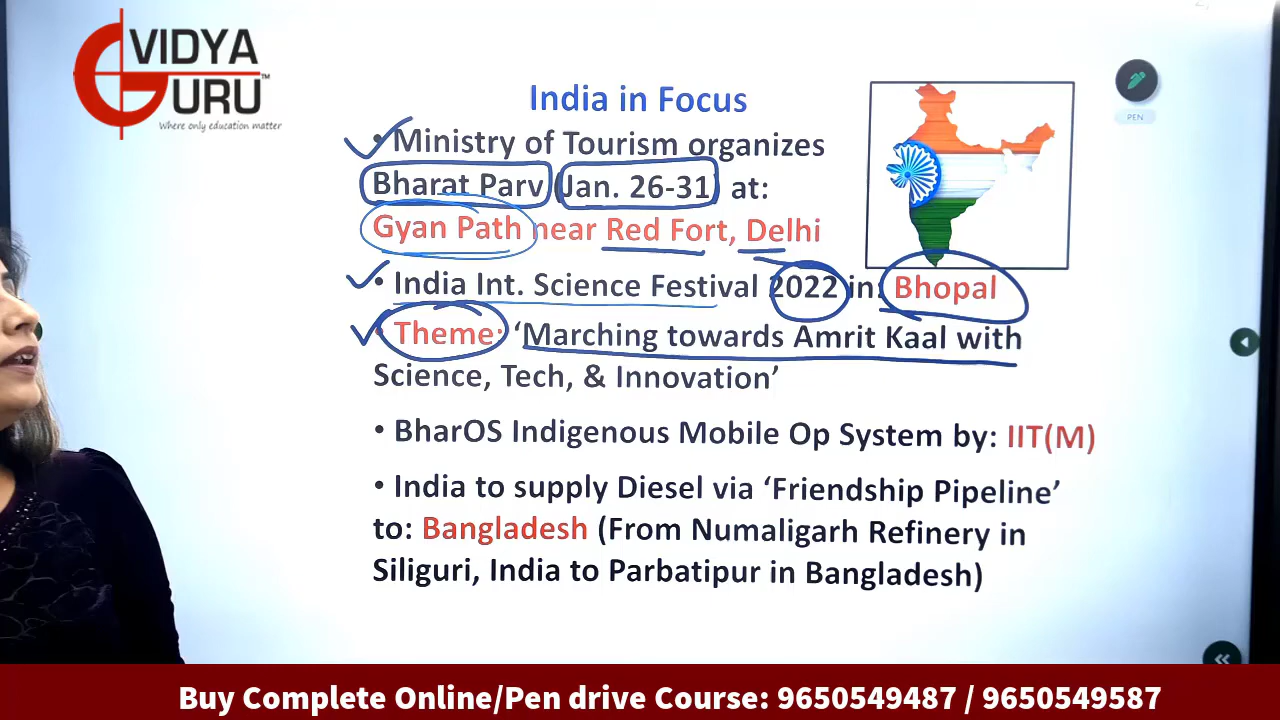 VIDYA
GURU™
Where only education matter
India in Focus
PEN
• Ministry of Tourism organizes
Bharat Parv (Jan. 26-31) at:
Gyan Path near Red Fort, Delhi
• India Int. Science Festival 2022 in: Bhopal
• Theme: ‘Marching towards Amrit Kaal with
Science, Tech, & Innovation’
• BharOS Indigenous Mobile Op System by: IIT(M)
• India to supply Diesel via ‘Friendship Pipeline’
to: Bangladesh (From Numaligarh Refinery in
Siliguri, India to Parbatipur in Bangladesh)
Buy Complete Online/Pen drive Course: 9650549487 / 9650549587